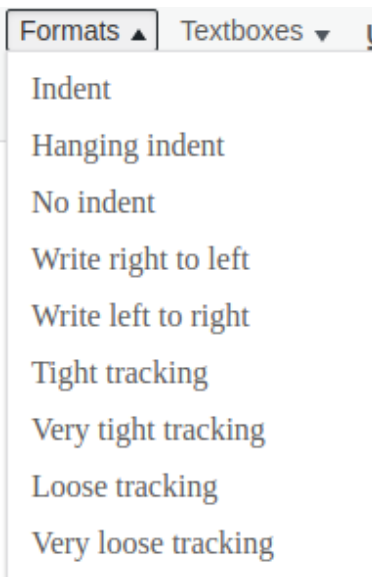 Formats ▲ Textboxes ▼
Indent
Hanging indent
No indent
Write right to left
Write left to right
Tight tracking
Very tight tracking
Loose tracking
Very loose tracking